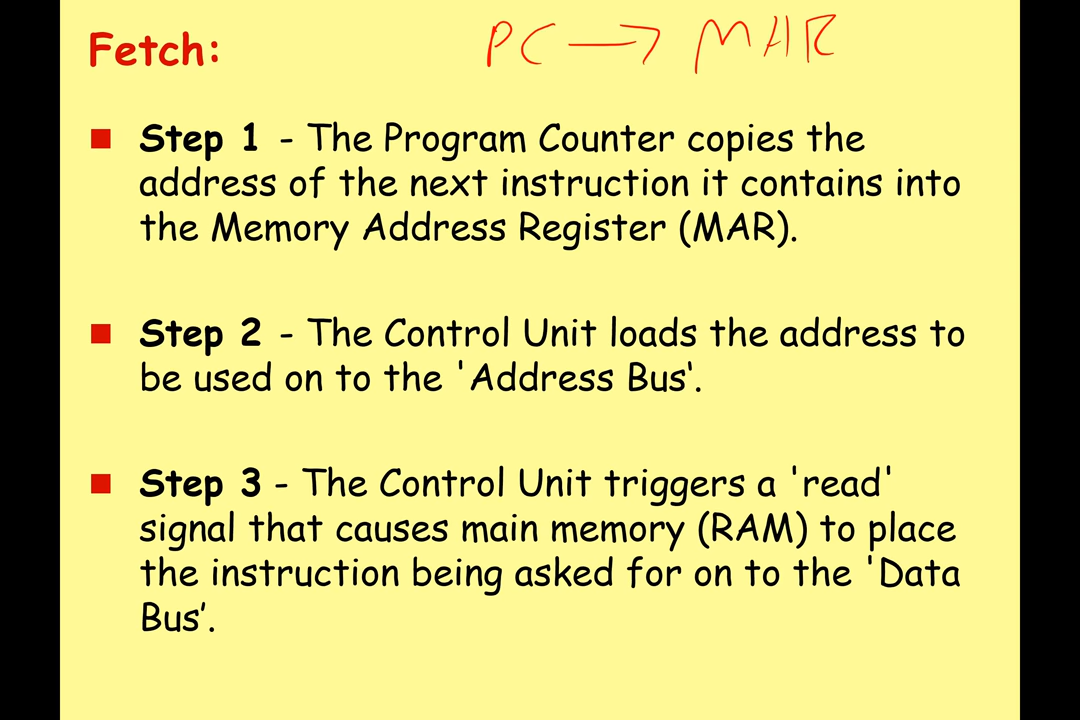 Fetch: PC → MAR
■ Step 1 - The Program Counter copies the
address of the next instruction it contains into
the Memory Address Register (MAR).
■ Step 2 - The Control Unit loads the address to
be used on to the 'Address Bus‘.
■ Step 3 - The Control Unit triggers a 'read'
signal that causes main memory (RAM) to place
the instruction being asked for on to the 'Data
Bus’.